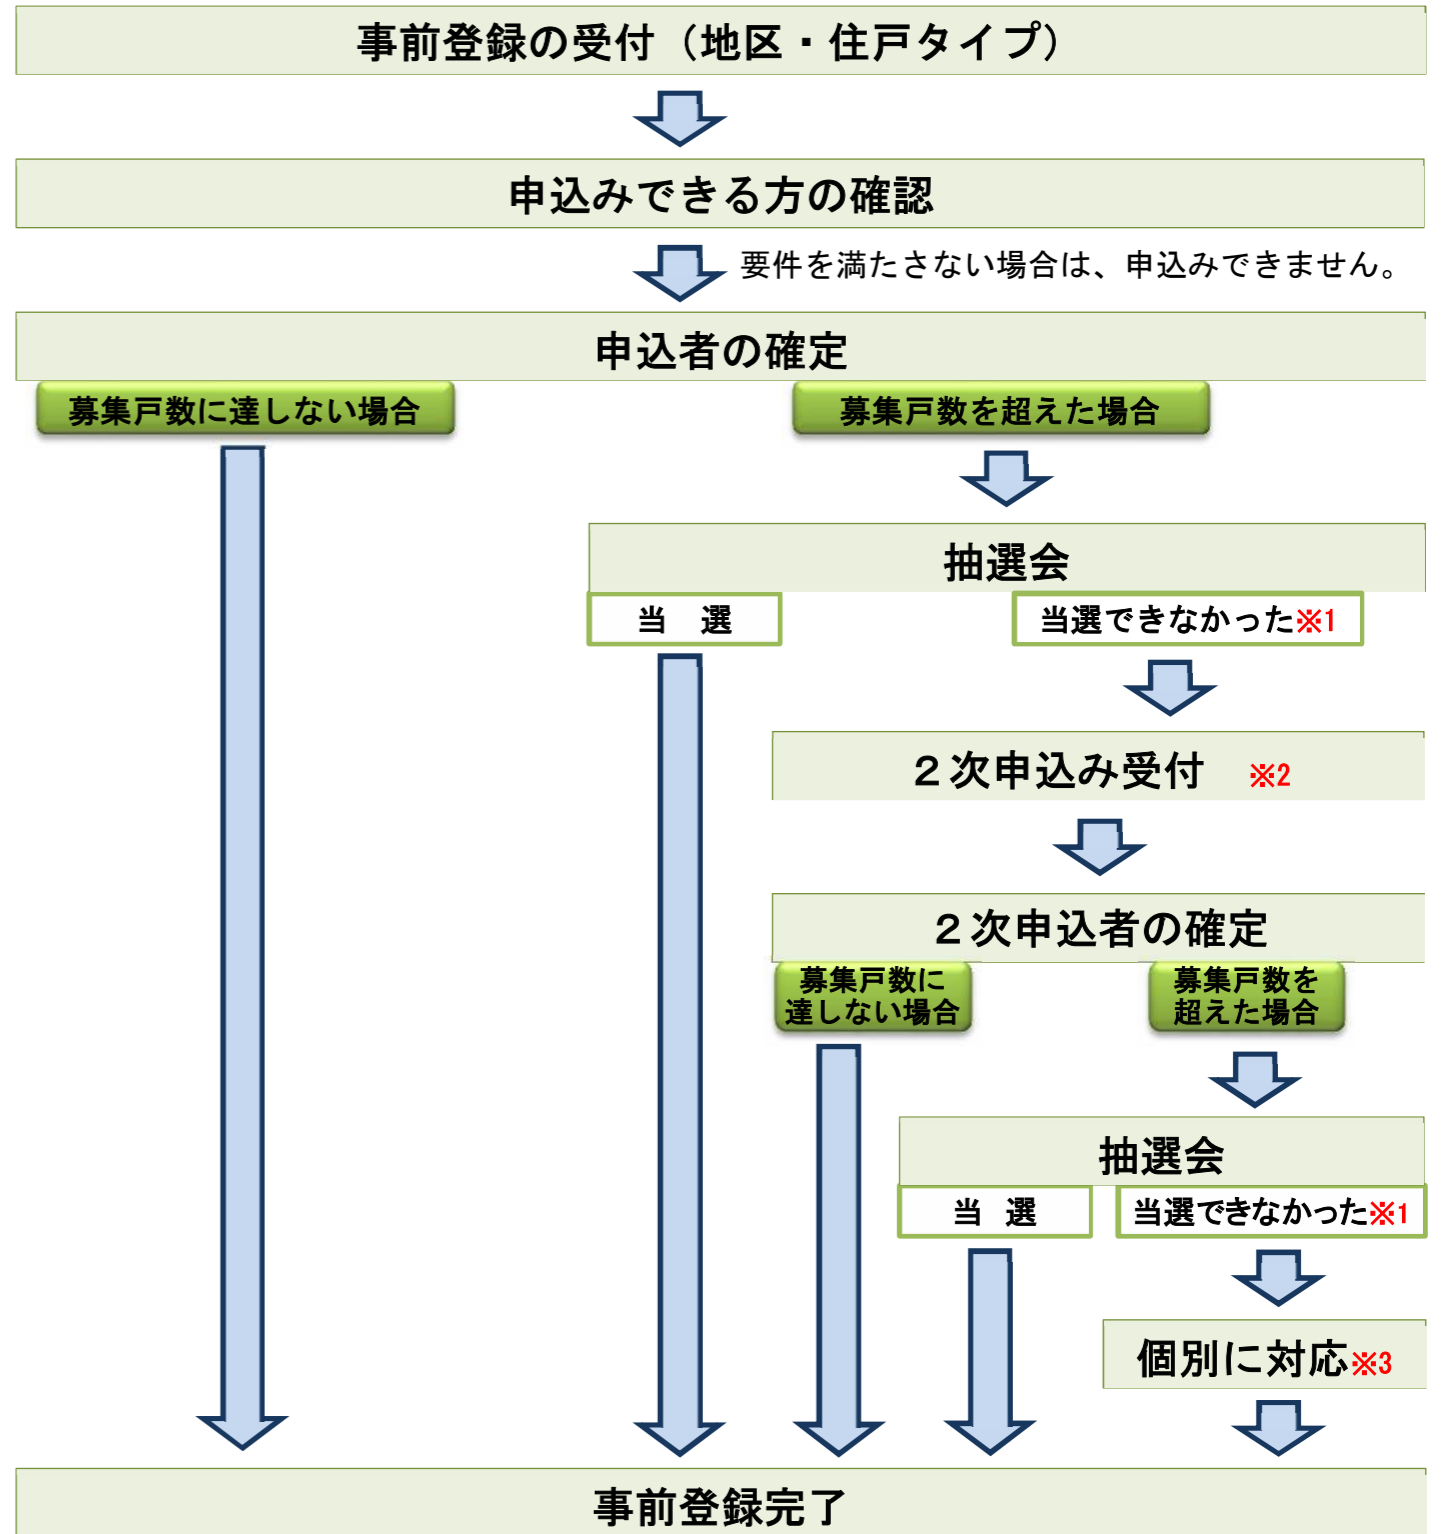 事前登録の受付（地区・住戸タイプ）
申込みできる方の確認
要件を満たさない場合は、申込みできません。
申込者の確定
募集戸数に達しない場合
募集戸数を超えた場合
抽選会
当　選
当選できなかった※1
２次申込み受付　※2
２次申込者の確定
募集戸数に
達しない場合
募集戸数を
超えた場合
抽選会
当　選
当選できなかった※1
個別に対応※3
事前登録完了